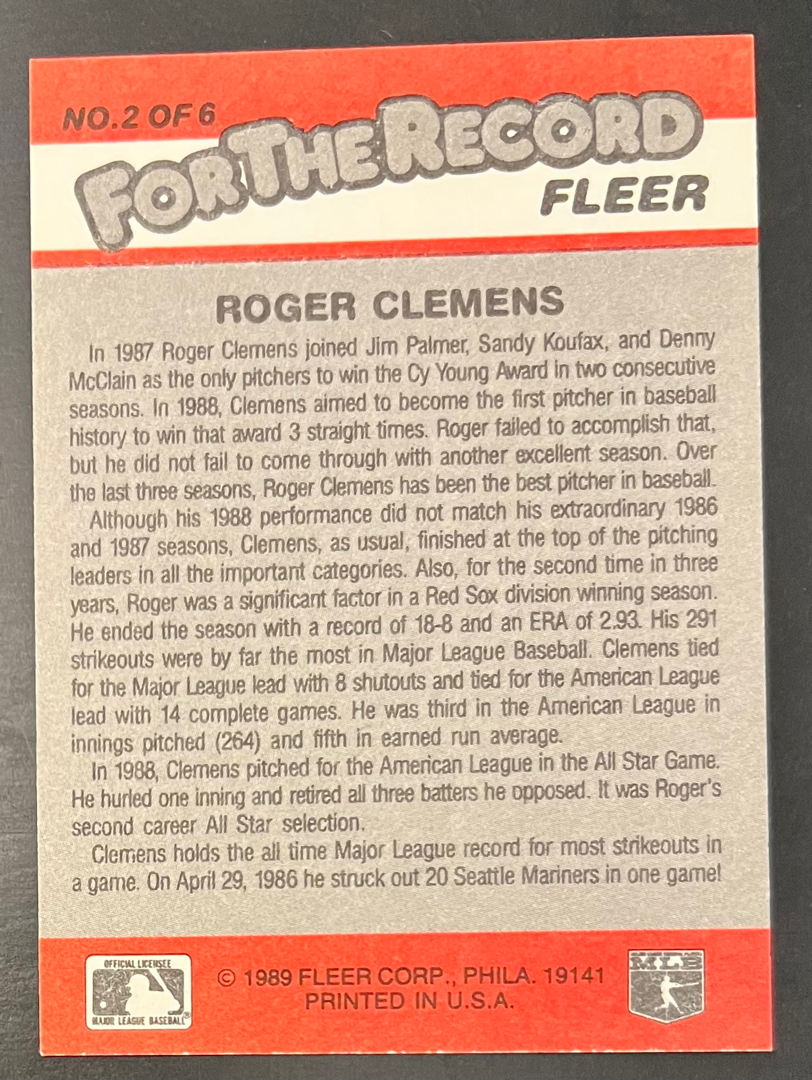 NO.2 OF 6
FOR THE RECORD
FLEER
ROGER CLEMENS
In 1987 Roger Clemens joined Jim Palmer, Sandy Koufax, and Denny
McClain as the only pitchers to win the Cy Young Award in two consecutive
seasons. In 1988, Clemens aimed to become the first pitcher in baseball
history to win that award 3 straight times. Roger failed to accomplish that,
but he did not fail to come through with another excellent season. Over
the last three seasons, Roger Clemens has been the best pitcher in baseball.
Although his 1988 performance did not match his extraordinary 1986
and 1987 seasons, Clemens, as usual, finished at the top of the pitching
leaders in all the important categories. Also, for the second time in three
years, Roger was a significant factor in a Red Sox division winning season.
He ended the season with a record of 18-8 and an ERA of 2.93. His 291
strikeouts were by far the most in Major League Baseball. Clemens tied
for the Major League lead with 8 shutouts and tied for the American League
lead with 14 complete games. He was third in the American League in
innings pitched (264) and fifth in earned run average.
In 1988, Clemens pitched for the American League in the All Star Game.
He hurled one inning and retired all three batters he opposed. It was Roger's
second career All Star selection.
Clemens holds the all time Major League record for most strikeouts in
a game. On April 29, 1986 he struck out 20 Seattle Mariners in one game!
OFFICIAL LICENSEE
MAJOR LEAGUE BASEBALL®
© 1989 FLEER CORP., PHILA. 19141
PRINTED IN U.S.A.
MLB